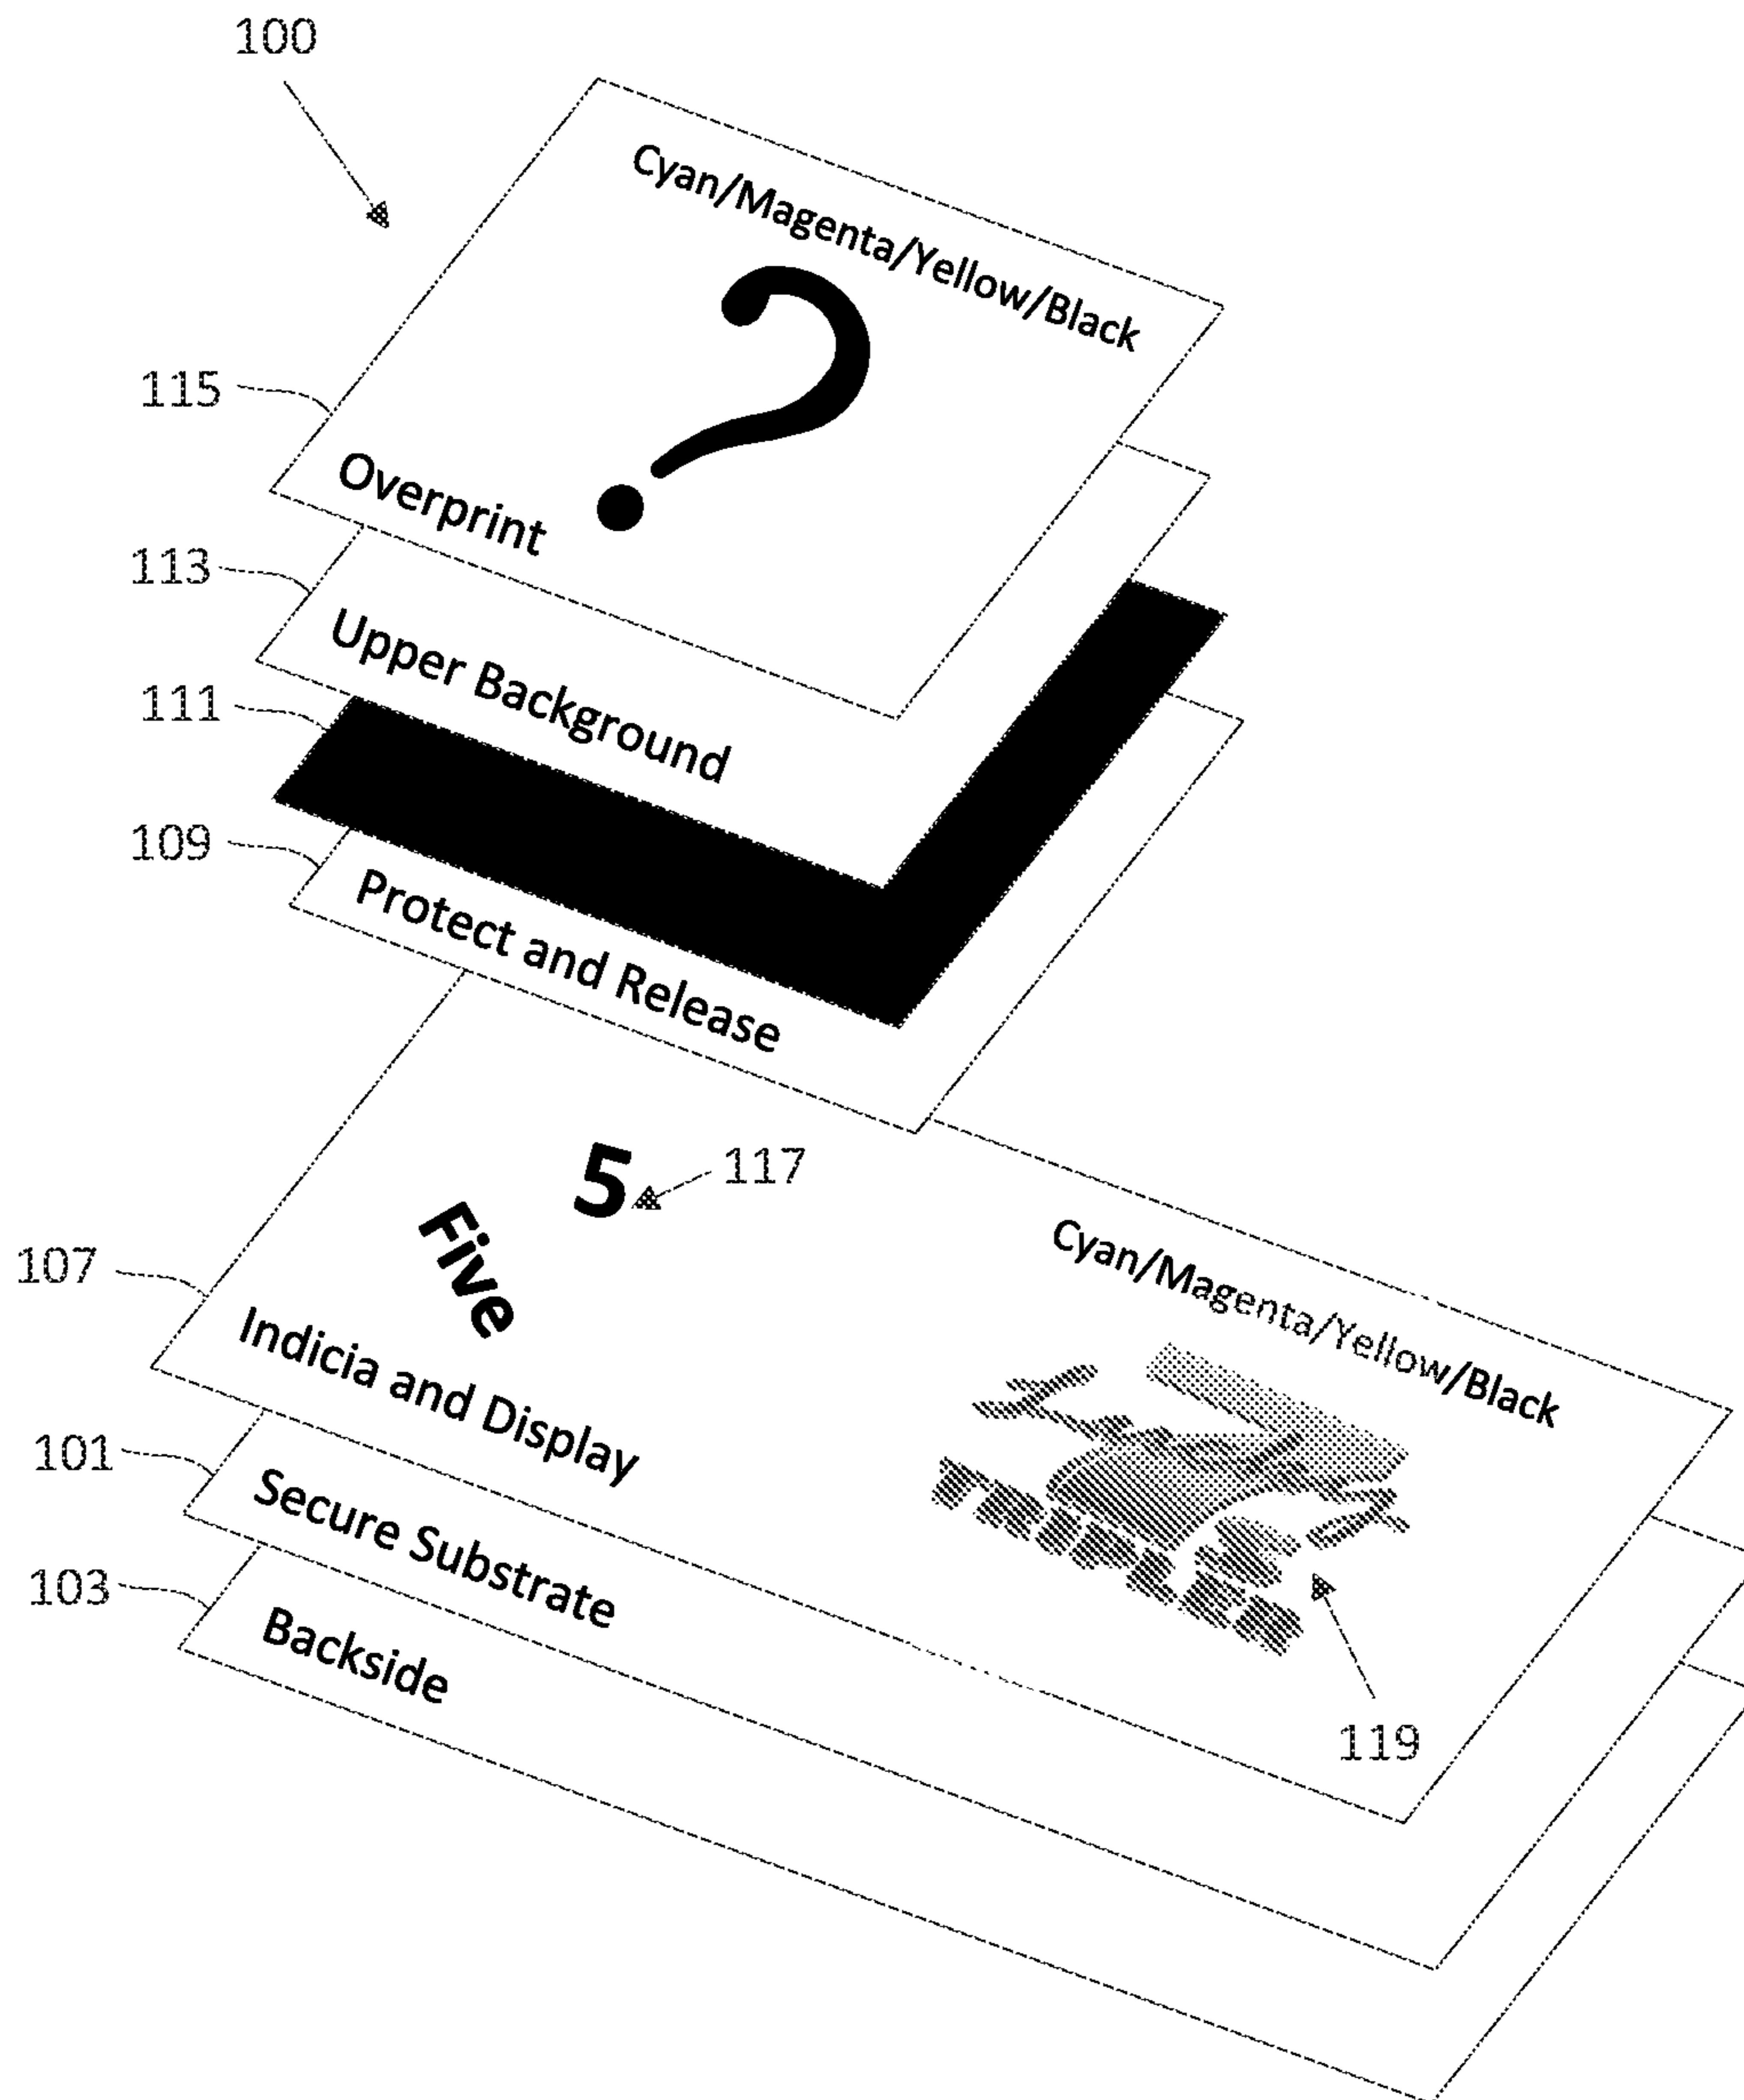 100
Cyan/Magenta/Yellow/Black
?
115
Overprint
113
Upper Background
111
109
Protect and Release
5
117
Five
107
Cyan/Magenta/Yellow/Black
Indicia and Display
TRIPLER
101
Secure Substrate
103
Backside
119